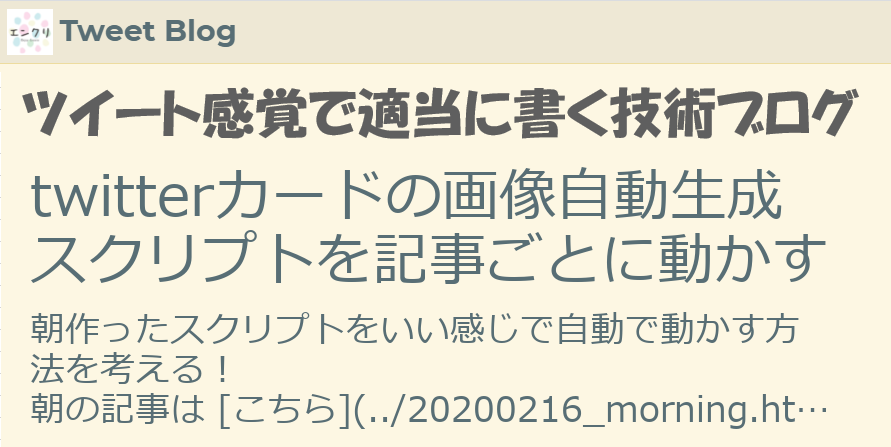 エンクリ Tweet Blog
ツイート感覚で適当に書く技術ブログ
twitterカードの画像自動生成
スクリプトを記事ごとに動かす
朝作ったスクリプトをいい感じで自動で動かす方
法を考える！
朝の記事は [こちら](../20200216_morning.ht…